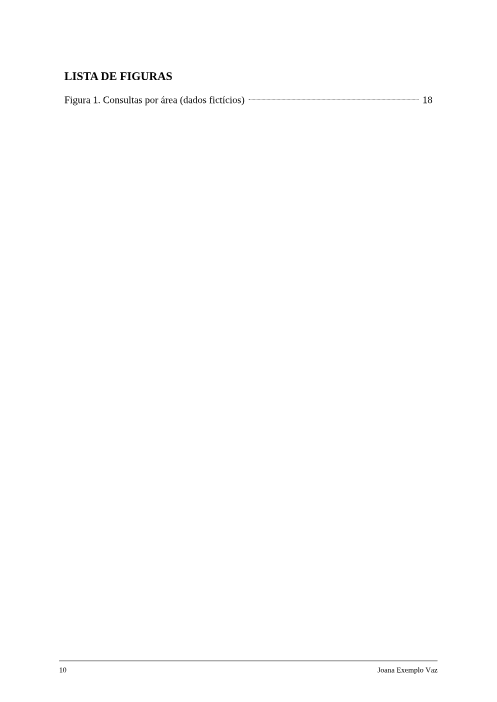 LISTA DE FIGURAS
Figura 1. Consultas por área (dados fictícios) 18
10 Joana Exemplo Vaz